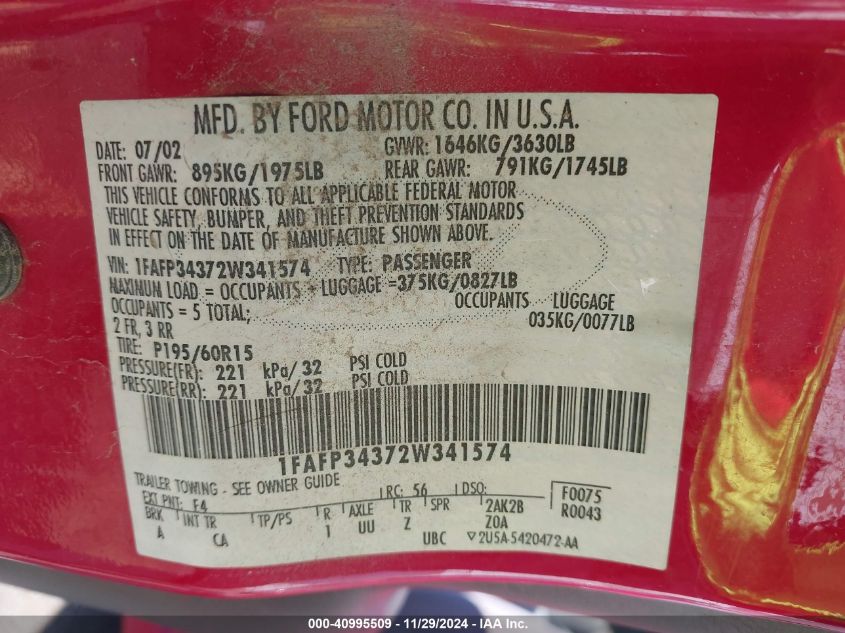 MFD. BY FORD MOTOR CO. IN U.S.A.
DATE: 07/02 GVWR: 1646KG/3630LB
FRONT GAWR: 895KG/1975LB REAR GAWR: 791KG/1745LB
THIS VEHICLE CONFORMS TO ALL APPLICABLE FEDERAL MOTOR
VEHICLE SAFETY, BUMPER, AND THEFT PREVENTION STANDARDS
IN EFFECT ON THE DATE OF MANUFACTURE SHOWN ABOVE.
VIN: 1FAFP34372W341574 TYPE: PASSENGER
MAXIMUM LOAD = OCCUPANTS + LUGGAGE = 375KG/0827LB
5 TOTAL; OCCUPANTS LUGGAGE
OCCUPANTS = 2 FR, 3 RR 035KG/0077LB
TIRE: P195/60R15
PRESSURE(FR): 221 kPa/ 32 PSI COLD
PRESSURE(RR): 221 kPa/ 32 PSI COLD
1FAFP34372W341574
TRAILER TOWING - SEE OWNER GUIDE
EXT PNT: F4 RC: 56 DSO: F0075
BRK INT TR TP/PS R AXLE TR SPR 2AK2B R0043
A CA 1 UU Z Z0A
UBC ▽2U5A-5420472-AA
000-40995509 - 11/29/2024 - IAA Inc.